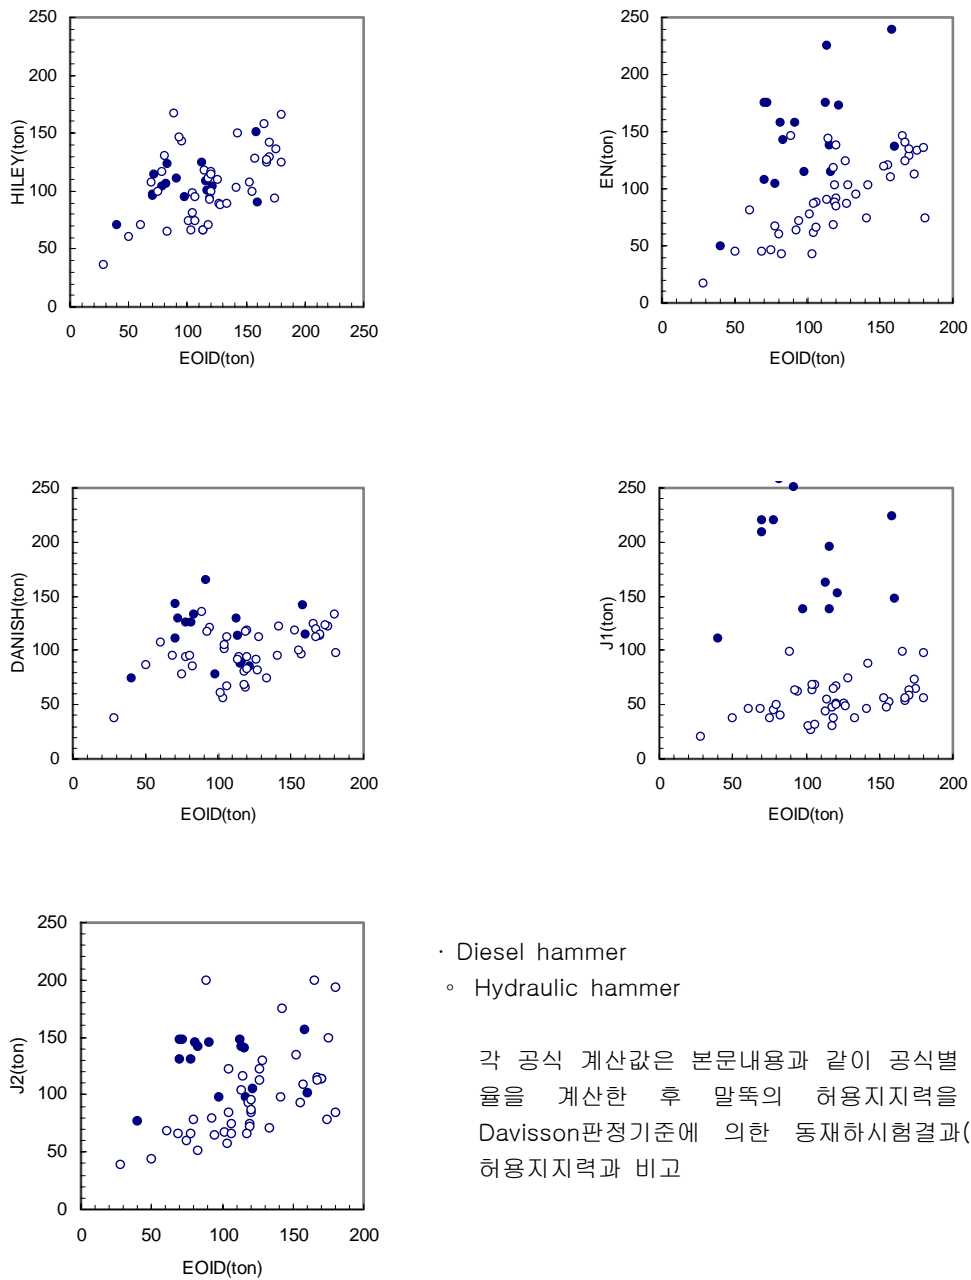 250
200
150
100
50
0
HILEY(ton)
0 50 100 150 200 250
EOID(ton)
250
200
150
100
50
0
EN(ton)
0 50 100 150 200
EOID(ton)
250
200
150
100
50
0
DANISH(ton)
0 50 100 150 200
EOID(ton)
250
200
150
100
50
0
J1(ton)
0 50 100 150 200
EOID(ton)
250
200
150
100
50
0
J2(ton)
0 50 100 150 200
EOID(ton)
· Diesel hammer
◦ Hydraulic hammer
각 공식 계산값은 본문내용과 같이 공식별
율을 계산한 후 말뚝의 허용지지력을
Davisson판정기준에 의한 동재하시험결과(
허용지지력과 비고